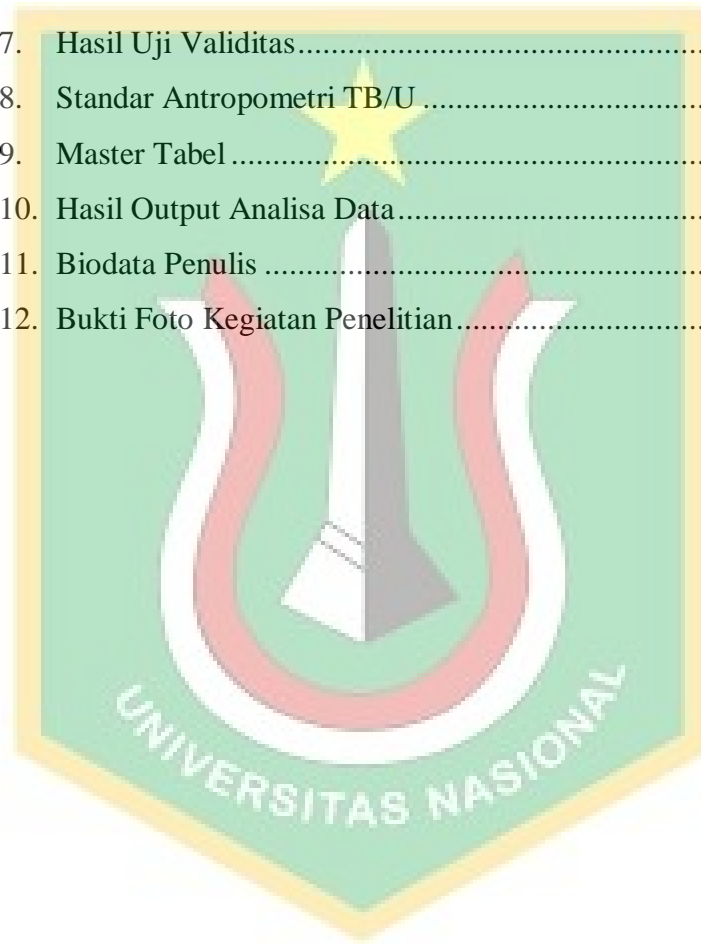 7. Hasil Uji Validitas........................................................
8. Standar Antropometri TB/U ........................................
9. Master Tabel ................................................................
10. Hasil Output Analisa Data...........................................
11. Biodata Penulis ............................................................
12. Bukti Foto Kegiatan Penelitian..................................
UNIVERSITAS NASIONAL